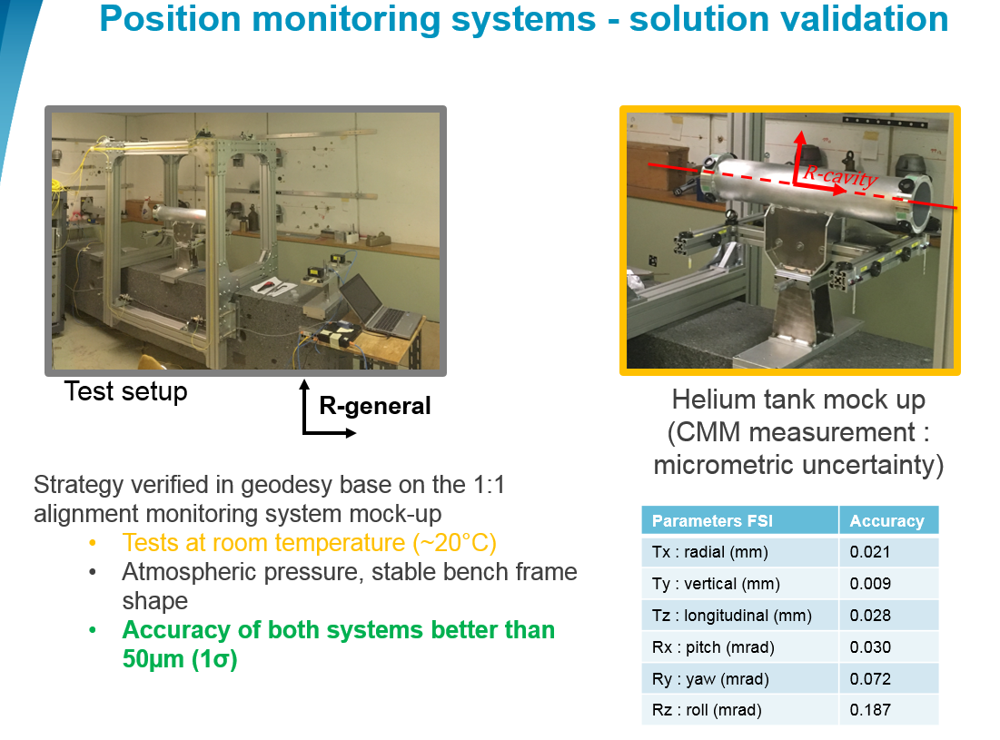 Position monitoring systems - solution validation
R-cavity
Test setup
R-general
Helium tank mock up
(CMM measurement :
micrometric uncertainty)
Strategy verified in geodesy base on the 1:1
alignment monitoring system mock-up
• Tests at room temperature (~20°C)
• Atmospheric pressure, stable bench frame
shape
• Accuracy of both systems better than
50µm (1σ)
Parameters FSI Accuracy
Tx : radial (mm) 0.021
Ty : vertical (mm) 0.009
Tz : longitudinal (mm) 0.028
Rx : pitch (mrad) 0.030
Ry : yaw (mrad) 0.072
Rz : roll (mrad) 0.187